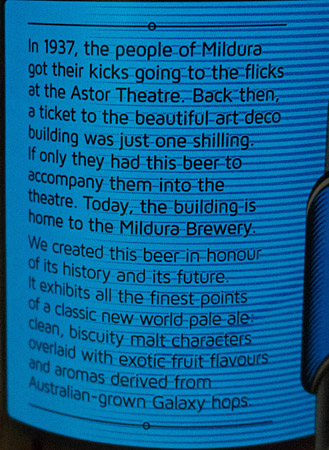 In 1937, the people of Mildura
got their kicks going to the flicks
at the Astor Theatre. Back then,
a ticket to the beautiful art deco
building was just one shilling.
If only they had this beer to
accompany them into the
theatre. Today, the building is
home to the Mildura Brewery.
We created this beer in honour
of its history and its future.
It exhibits all the finest points
of a classic new world pale ale:
clean, biscuity malt characters
overlaid with exotic fruit flavours
and aromas derived from
Australian-grown Galaxy hops.